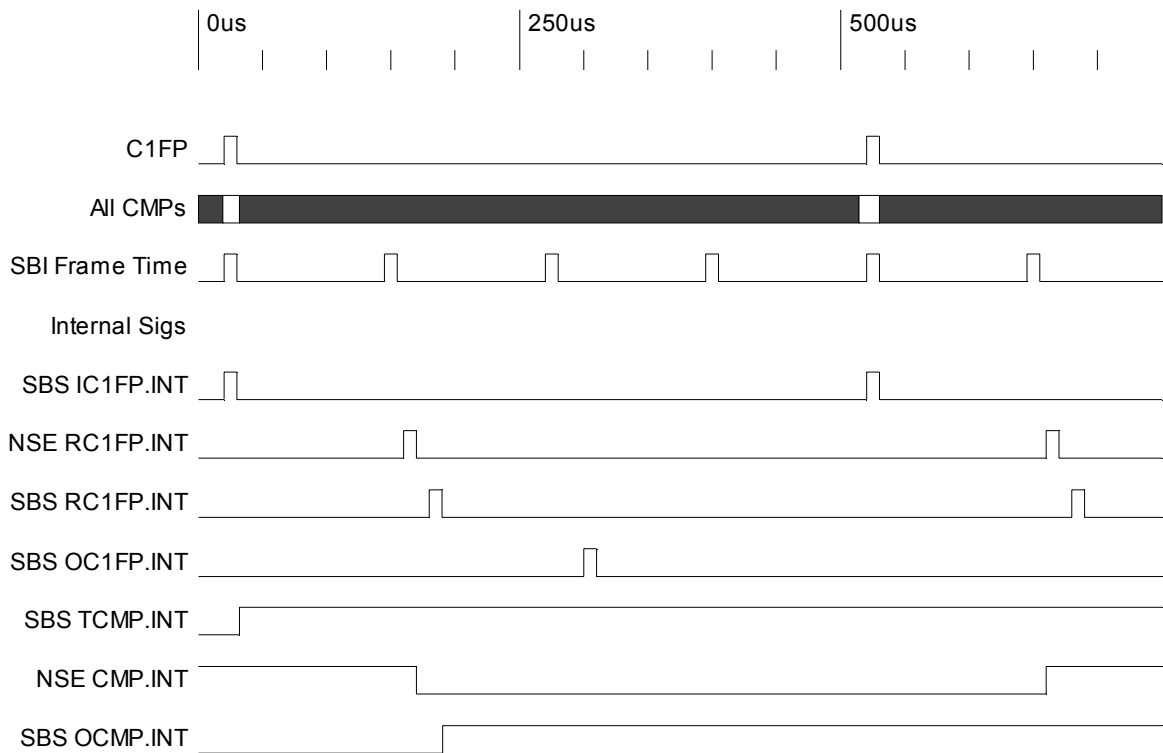 0us 250us 500us
C1FP
All CMPs
SBI Frame Time
Internal Sigs
SBS IC1FP.INT
NSE RC1FP.INT
SBS RC1FP.INT
SBS OC1FP.INT
SBS TCMP.INT
NSE CMP.INT
SBS OCMP.INT